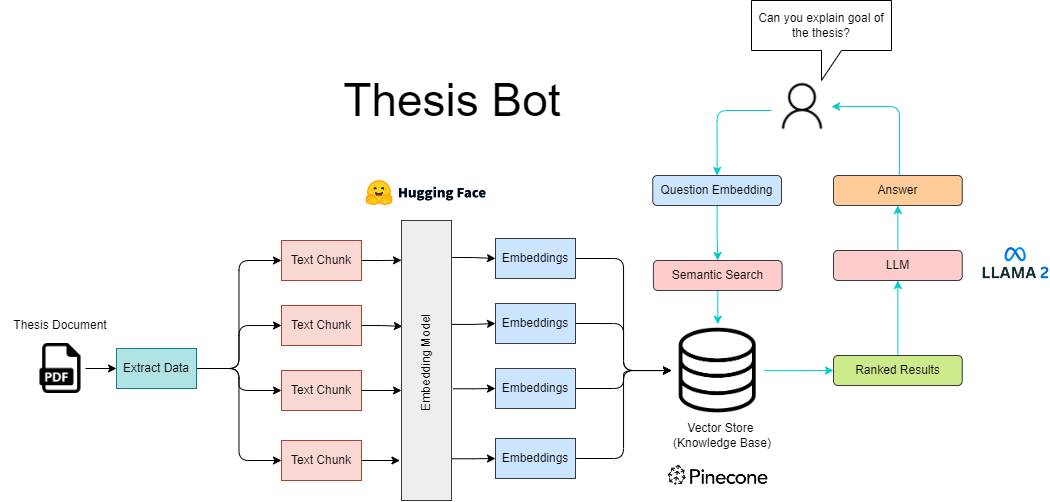 Can you explain goal of
the thesis?
Thesis Bot
Question Embedding
Answer
Hugging Face
Text Chunk
Embeddings
Semantic Search
LLM
LLAMA 2
Thesis Document
PDF
Extract Data
Text Chunk
Embedding Model
Embeddings
Ranked Results
Text Chunk
Embeddings
Vector Store
(Knowledge Base)
Text Chunk
Embeddings
Pinecone